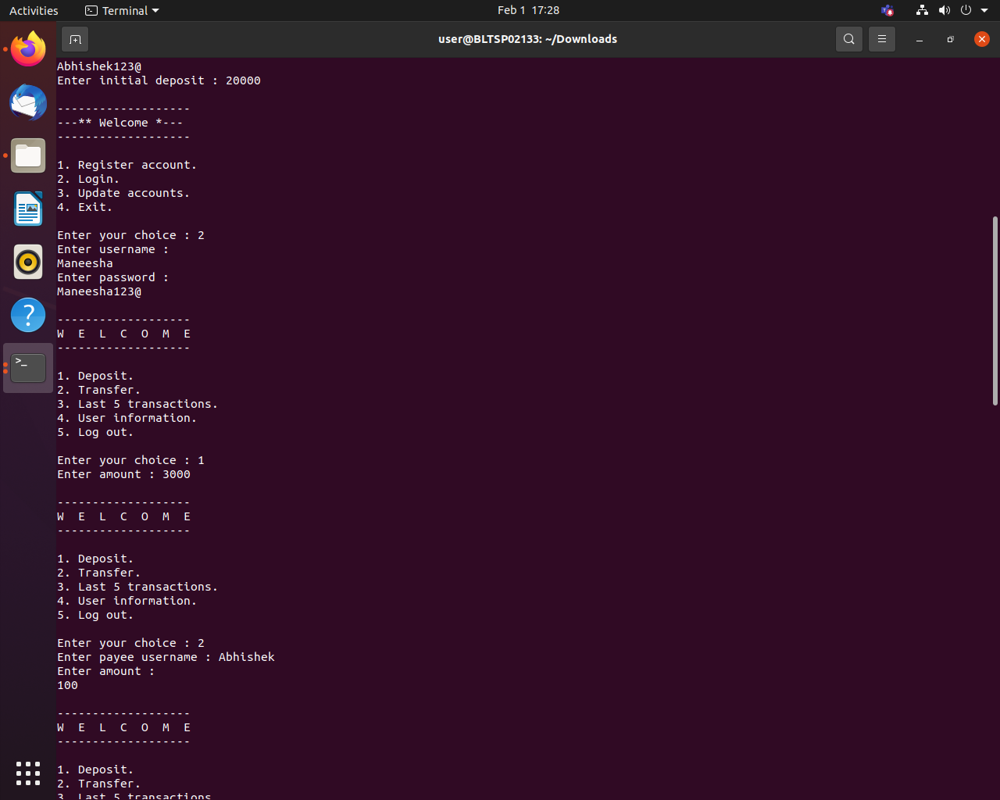 Activities
Terminal
Feb 1 17:28
user@BLTSP02133: ~/Downloads
Abhishek123@
Enter initial deposit : 20000
-------------------
---** Welcome *---
-------------------
1. Register account.
2. Login.
3. Update accounts.
4. Exit.
Enter your choice : 2
Enter username :
Maneesha
Enter password :
Maneesha123@
-------------------
W  E  L  C  O  M  E
-------------------
1. Deposit.
2. Transfer.
3. Last 5 transactions.
4. User information.
5. Log out.
Enter your choice : 1
Enter amount : 3000
-------------------
W  E  L  C  O  M  E
-------------------
1. Deposit.
2. Transfer.
3. Last 5 transactions.
4. User information.
5. Log out.
Enter your choice : 2
Enter payee username : Abhishek
Enter amount :
100
-------------------
W  E  L  C  O  M  E
-------------------
1. Deposit.
2. Transfer.
3. Last 5 transactions